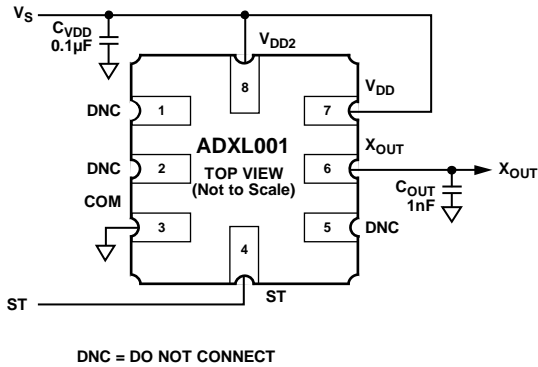 VS
CVDD
0.1µF
VDD2
8
VDD
DNC
1
7
ADXL001
TOP VIEW
(Not to Scale)
XOUT
DNC
2
6
XOUT
COUT
1nF
COM
3
5
DNC
4
ST
ST
DNC = DO NOT CONNECT